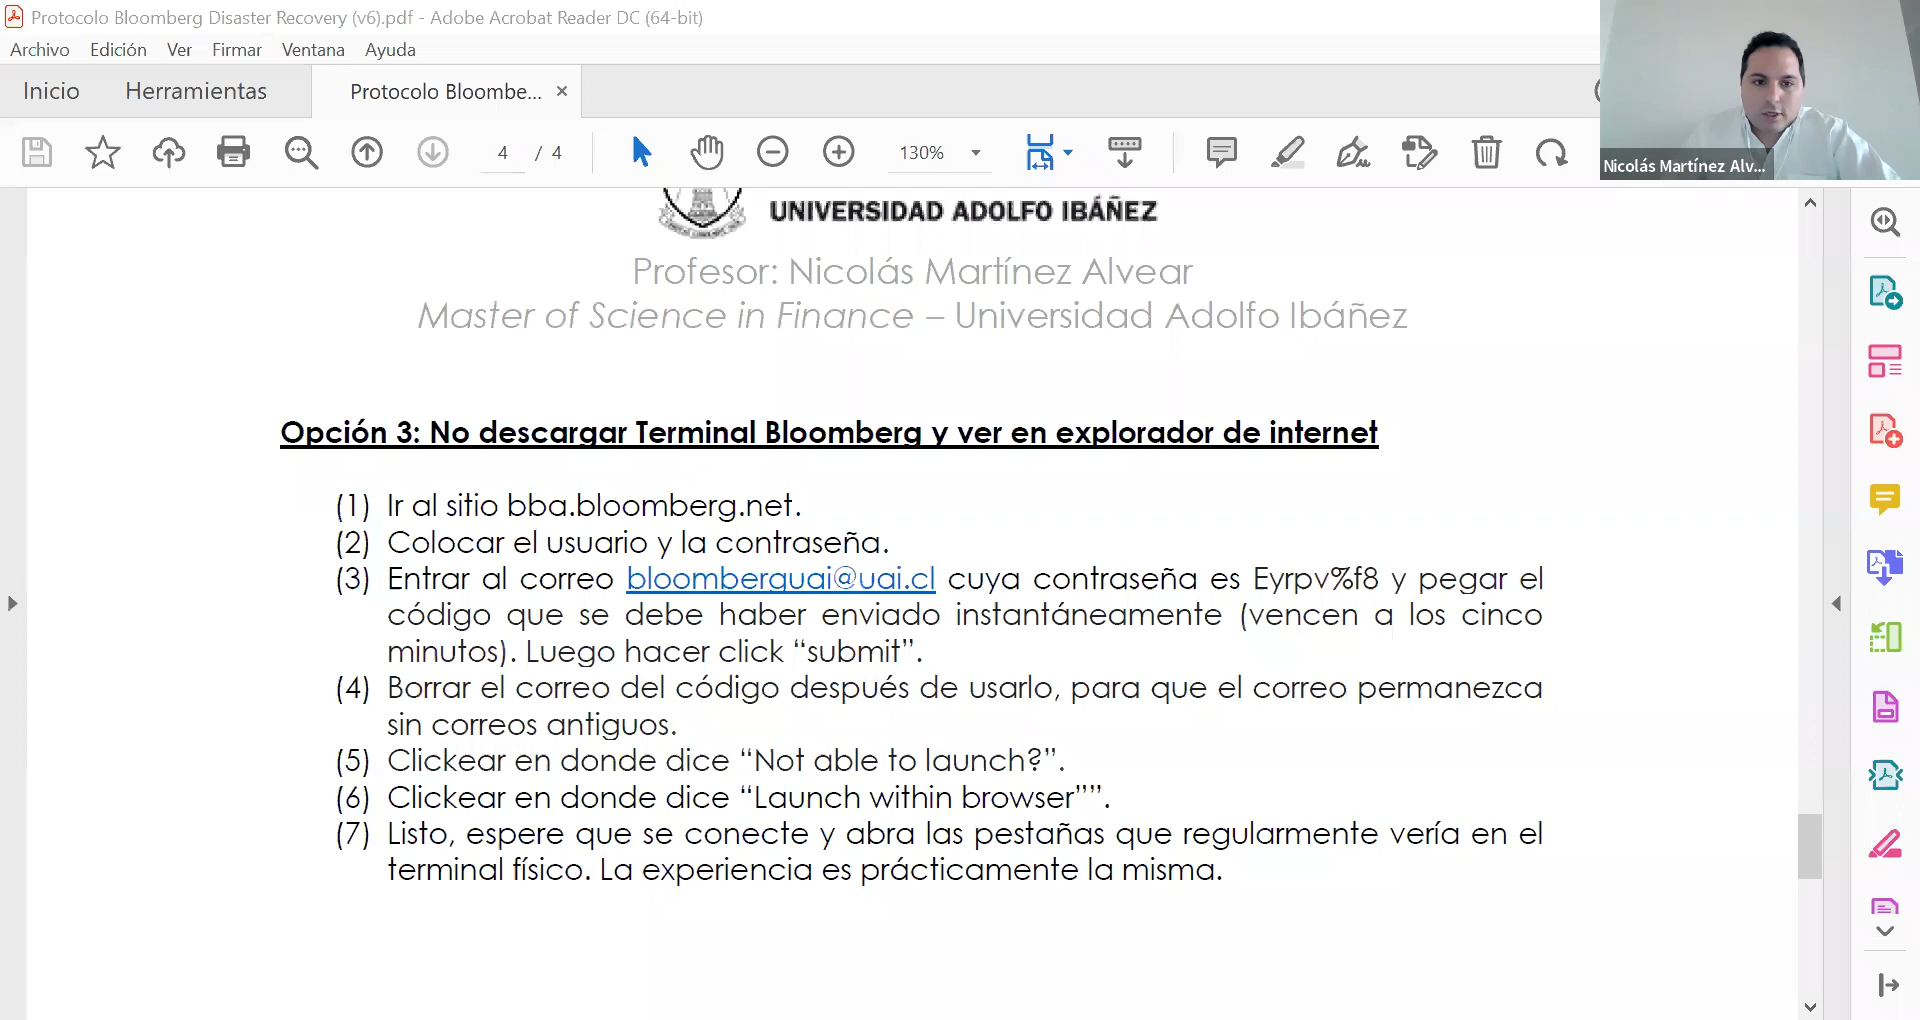 Protocolo Bloomberg Disaster Recovery (v6).pdf - Adobe Acrobat Reader DC (64-bit)
Archivo Edición Ver Firmar Ventana Ayuda
Inicio Herramientas Protocolo Bloombe... ×
4 / 4 130%
Nicolás Martínez Alv...
UNIVERSIDAD ADOLFO IBÁÑEZ
Profesor: Nicolás Martínez Alvear
Master of Science in Finance – Universidad Adolfo Ibáñez
Opción 3: No descargar Terminal Bloomberg y ver en explorador de internet
(1) Ir al sitio bba.bloomberg.net.
(2) Colocar el usuario y la contraseña.
(3) Entrar al correo bloomberguai@uai.cl cuya contraseña es Eyrpv%f8 y pegar el
código que se debe haber enviado instantáneamente (vencen a los cinco
minutos). Luego hacer click “submit”.
(4) Borrar el correo del código después de usarlo, para que el correo permanezca
sin correos antiguos.
(5) Clickear en donde dice “Not able to launch?”.
(6) Clickear en donde dice “Launch within browser””.
(7) Listo, espere que se conecte y abra las pestañas que regularmente vería en el
terminal físico. La experiencia es prácticamente la misma.